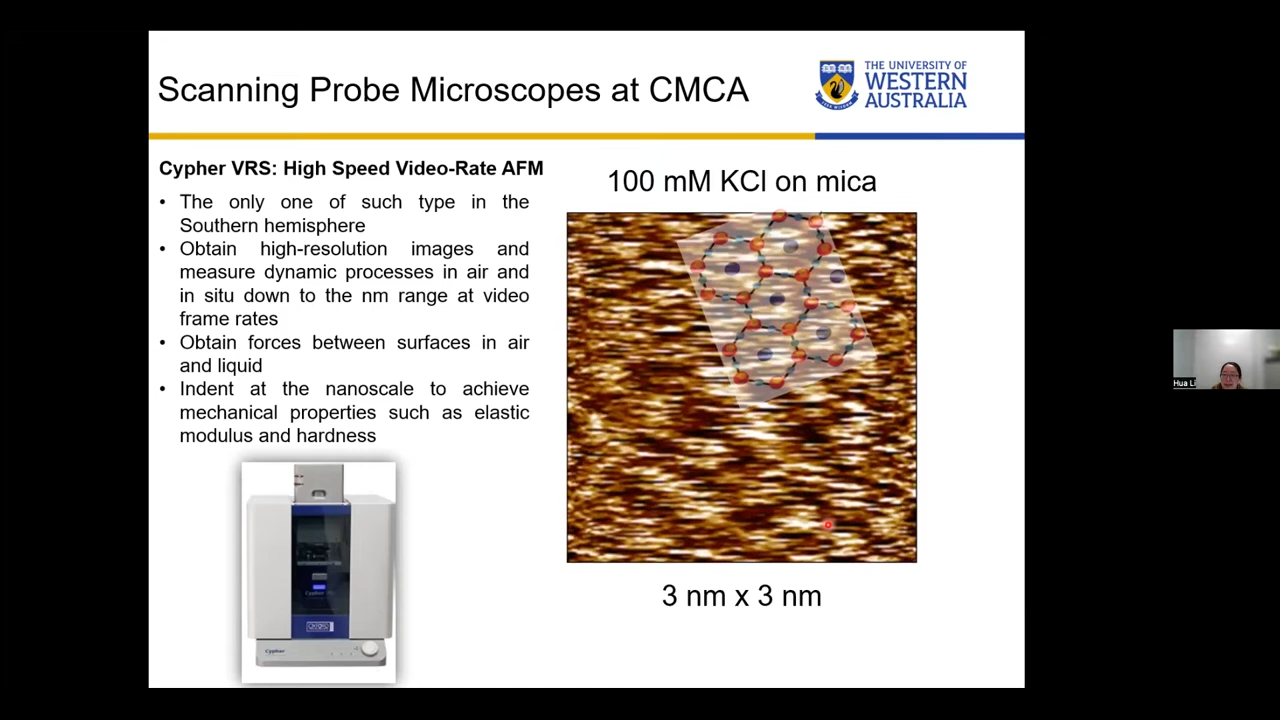 Scanning Probe Microscopes at CMCA
THE UNIVERSITY OF
WESTERN
AUSTRALIA
Cypher VRS: High Speed Video-Rate AFM
• The only one of such type in the
Southern hemisphere
• Obtain high-resolution images and
measure dynamic processes in air and
in situ down to the nm range at video
frame rates
• Obtain forces between surfaces in air
and liquid
• Indent at the nanoscale to achieve
mechanical properties such as elastic
modulus and hardness
100 mM KCl on mica
3 nm x 3 nm
Cypher
Hua Li